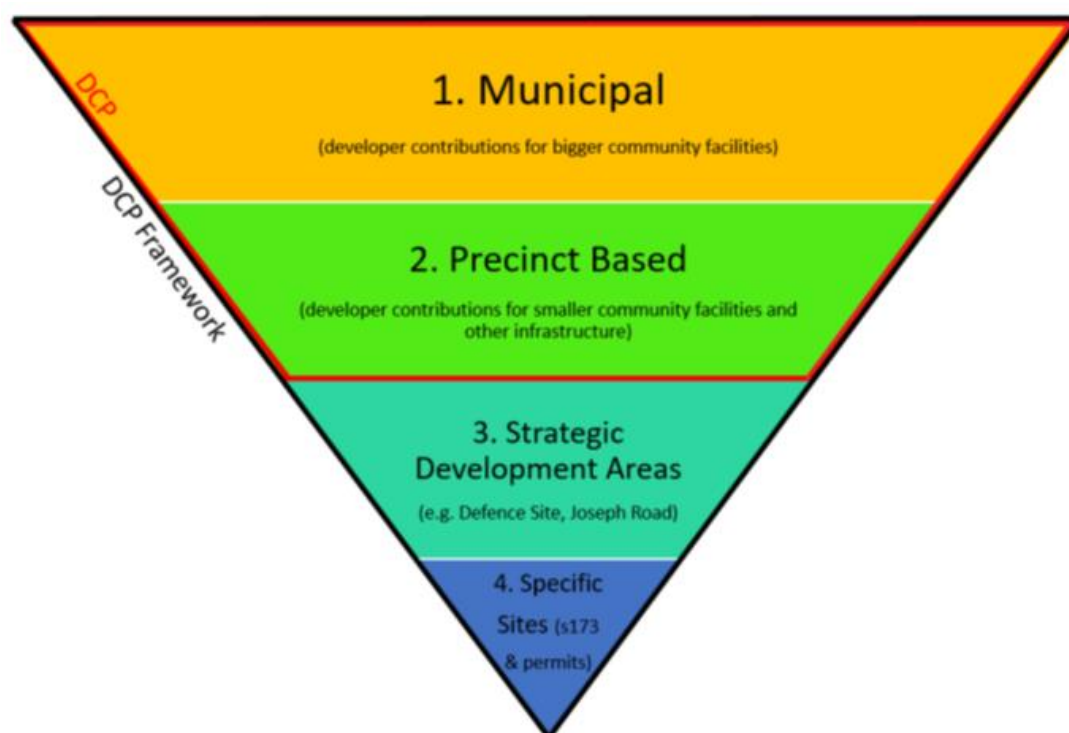 DCP
DCP Framework
1. Municipal
(developer contributions for bigger community facilities)
2. Precinct Based
(developer contributions for smaller community facilities and
other infrastructure)
3. Strategic
Development Areas
(e.g. Defence Site, Joseph Road)
4. Specific
Sites (s173
& permits)